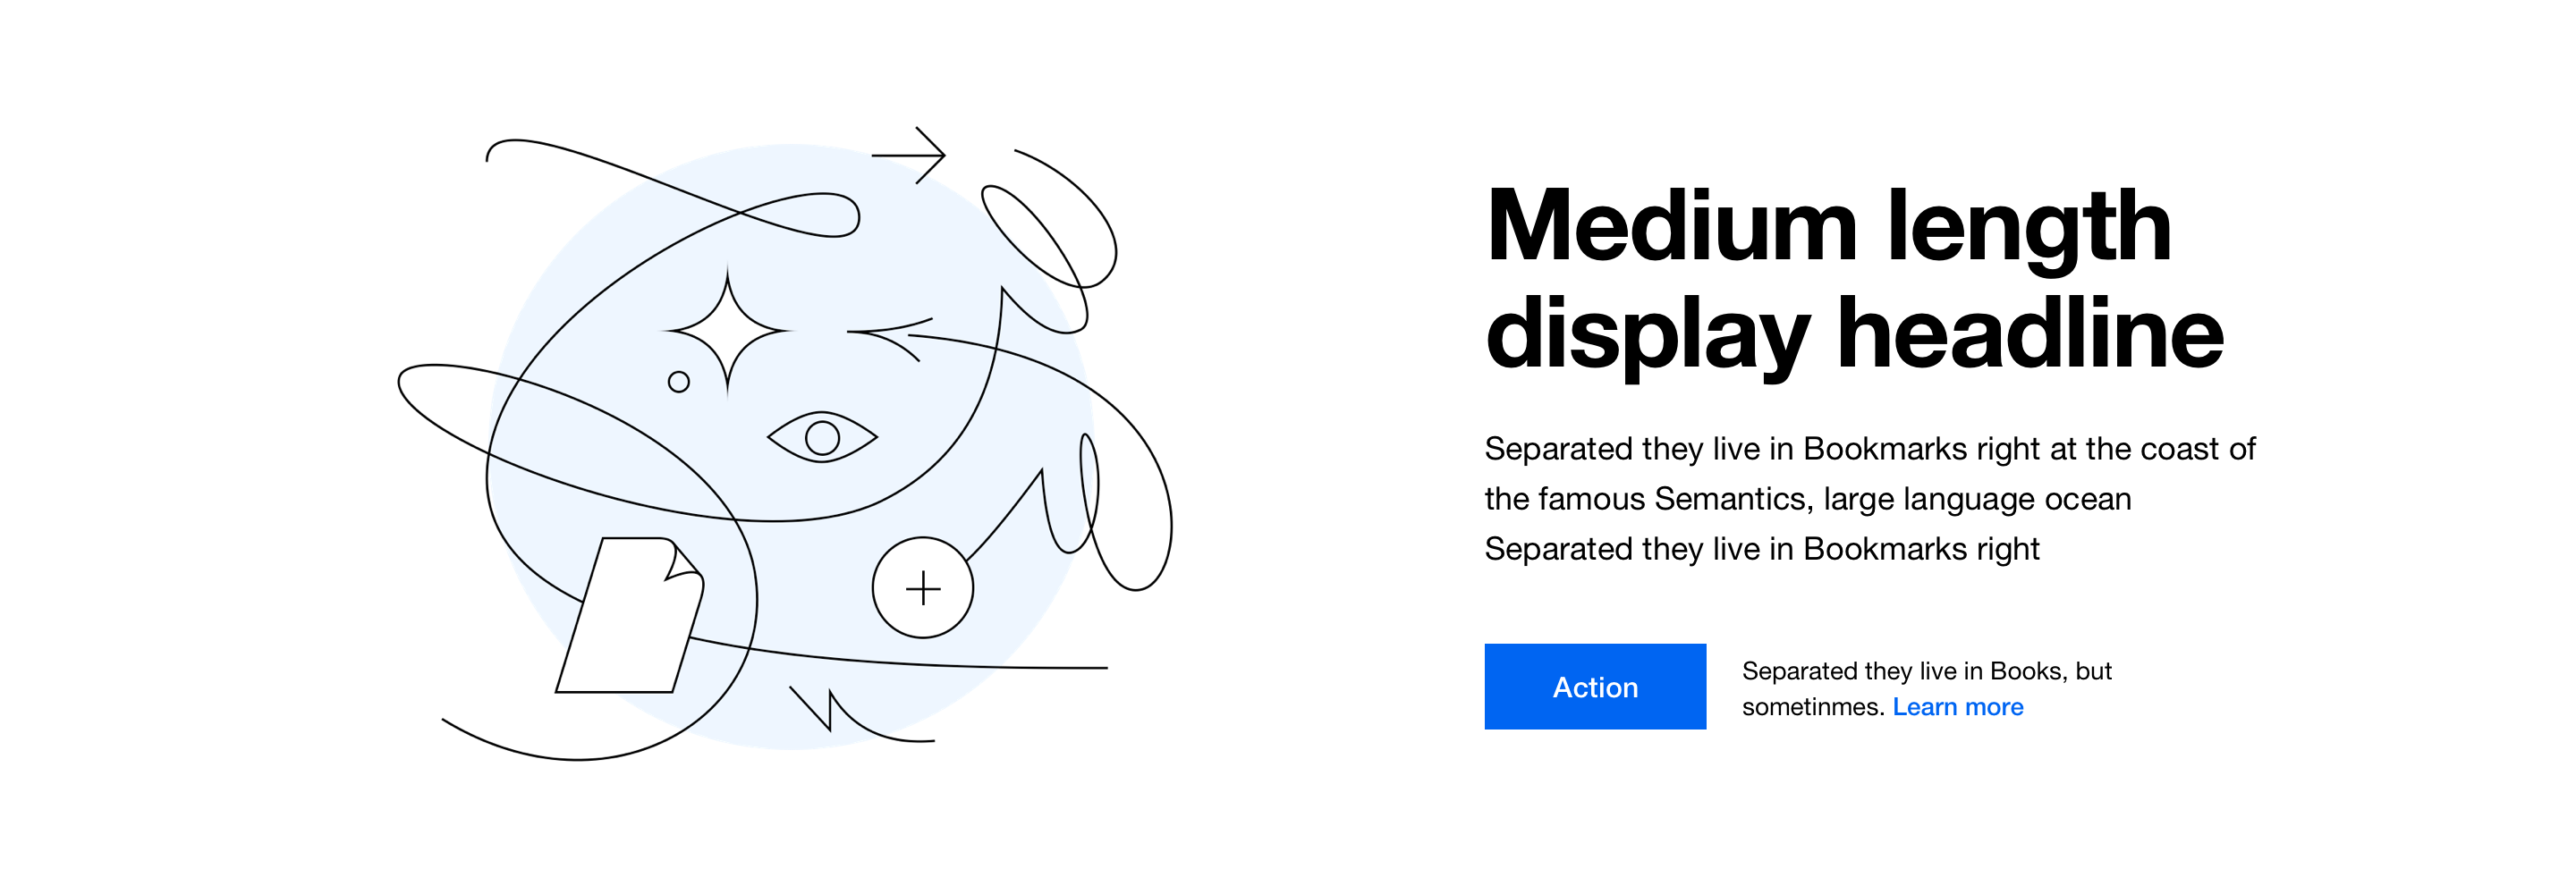 Medium length
display headline
Separated they live in Bookmarks right at the coast of
the famous Semantics, large language ocean
Separated they live in Bookmarks right
Action
Separated they live in Books, but
sometinmes. Learn more